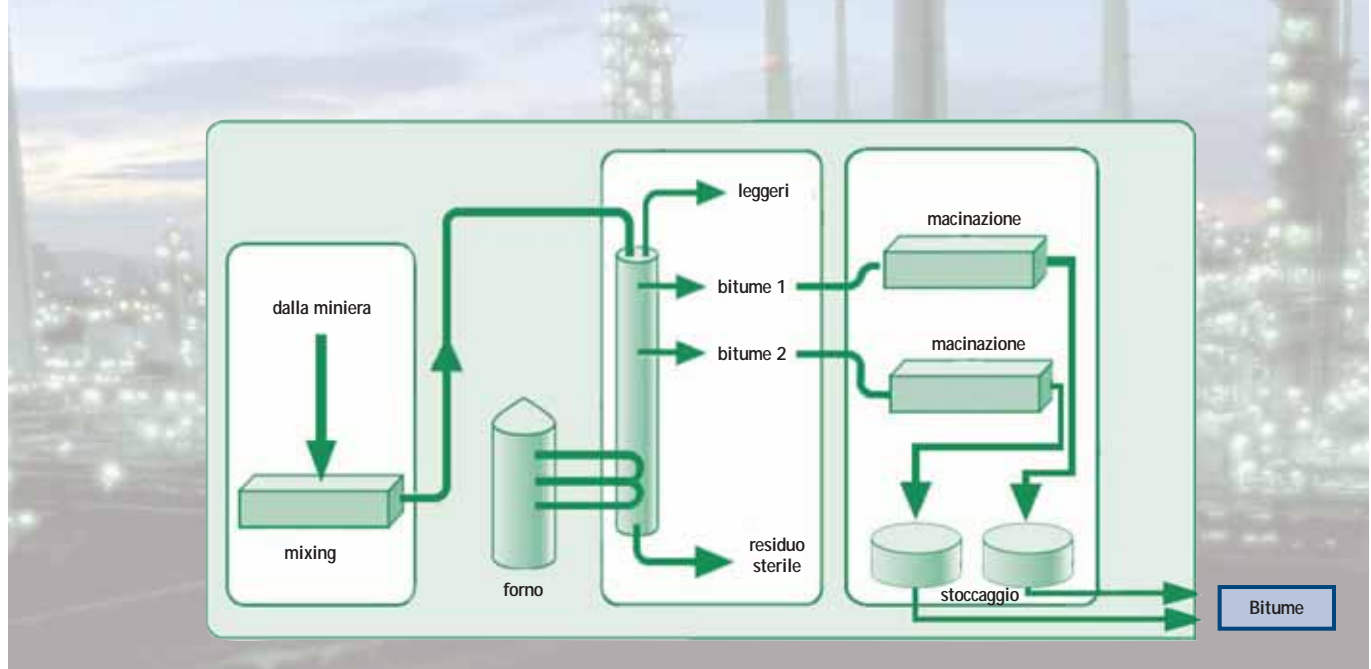 leggeri
macinazione
bitume 1
dalla miniera
macinazione
bitume 2
mixing
residuo
sterile
forno
stoccaggio
Bitume